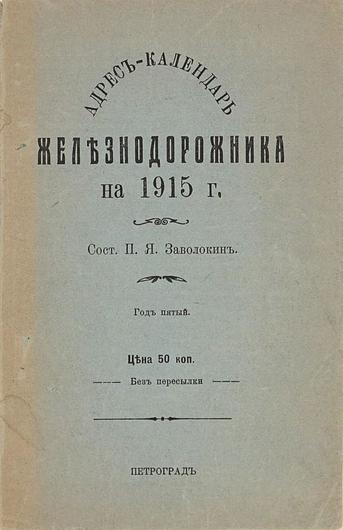 АДРЕСЪ-КАЛЕНДАРЬ
ЖЕЛѢЗНОДОРОЖНИКА
на 1915 г.
Сост. П. Я. Заволокинъ.
Годъ пятый.
Цѣна 50 коп.
Безъ пересылки
ПЕТРОГРАДЪ